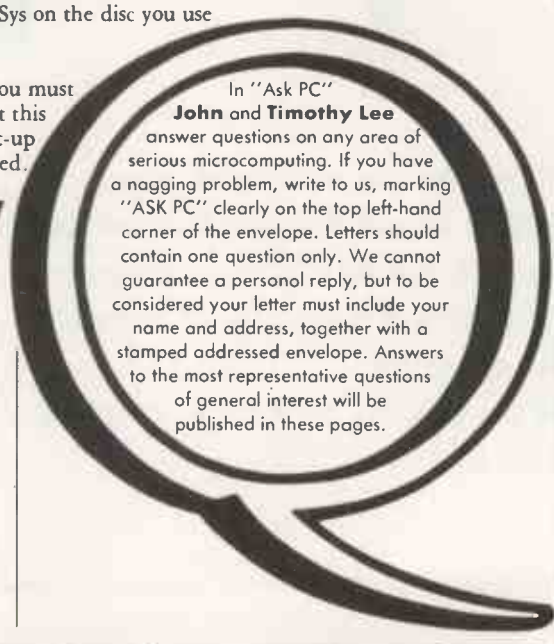 Sys on the disc you use
ou must
t this
t-up
ed.
In "Ask PC"
John and Timothy Lee
answer questions on any area of
serious microcomputing. If you have
a nagging problem, write to us, marking
"ASK PC" clearly on the top left-hand
corner of the envelope. Letters should
contain one question only. We cannot
guarantee a personol reply, but to be
considered your letter must include your
name and address, together with a
stamped addressed envelope. Answers
to the most representative questions
of general interest will be
published in these pages.